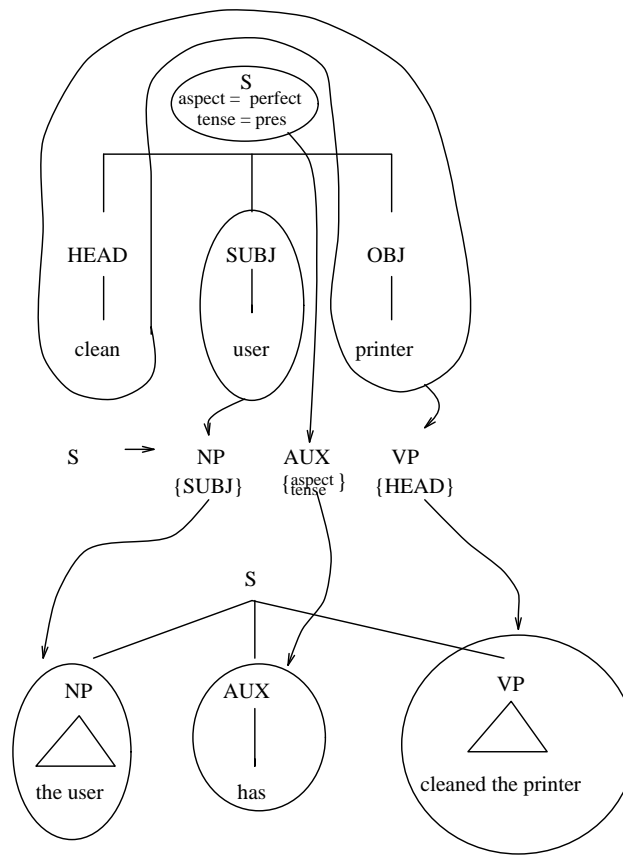 S
aspect = perfect
tense = pres
HEAD SUBJ OBJ
clean user printer
S → NP AUX VP
{SUBJ} {aspect tense} {HEAD}
S
NP AUX VP
the user has cleaned the printer